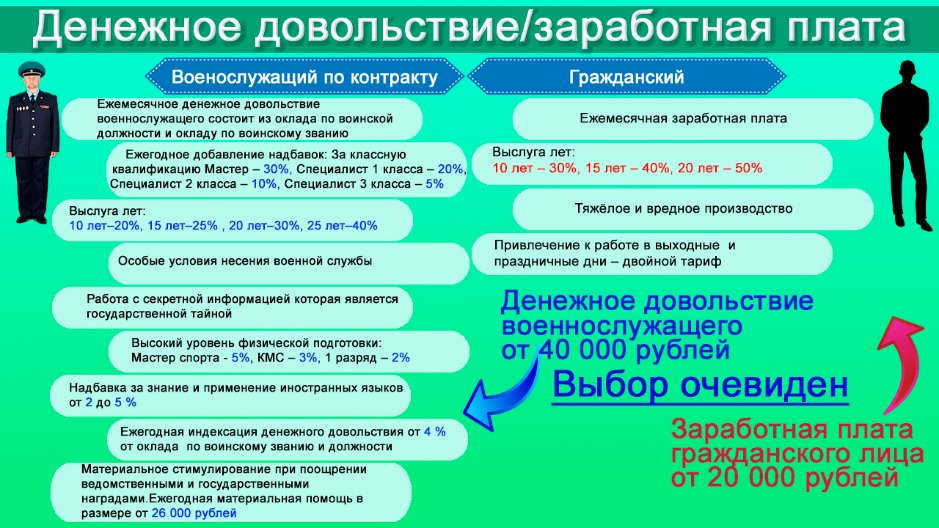 Денежное довольствие/заработная плата
Военослужащий по контракту
Ежемесячное денежное довольствие
военнослужащего состоит из оклада по воинской
должности и окладу по воинскому званию
Ежегодное добавление надбавок: За классную
квалификацию Мастер – 30%, Специалист 1 класса – 20%,
Специалист 2 класса – 10%, Специалист 3 класса – 5%
Выслуга лет:
10 лет–20%, 15 лет–25% , 20 лет–30%, 25 лет–40%
Особые условия несения военной службы
Работа с секретной информацией которая является
государственной тайной
Высокий уровень физической подготовки:
Мастер спорта - 5%, КМС – 3%, 1 разряд – 2%
Надбавка за знание и применение иностранных языков
от 2 до 5 %
Ежегодная индексация денежного довольствия от 4 %
от оклада по воинскому званию и должности
Материальное стимулирование при поощрении
ведомственными и государственными
наградами.Ежегодная материальная помощь в
размере от 26 000 рублей
Гражданский
Ежемесячная заработная плата
Выслуга лет:
10 лет – 30%, 15 лет – 40%, 20 лет – 50%
Тяжёлое и вредное производство
Привлечение к работе в выходные и
праздничные дни – двойной тариф
Денежное довольствие
военнослужащего
от 40 000 рублей
Выбор очевиден
Заработная плата
гражданского лица
от 20 000 рублей